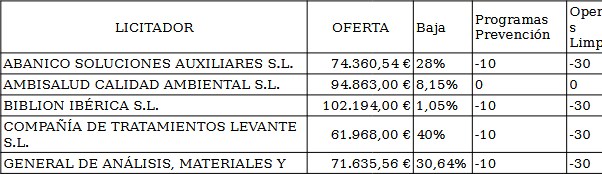 LICITADOR OFERTA Baja Programas Prevención Oper s Limp
ABANICO SOLUCIONES AUXILIARES S.L. 74.360,54 € 28% -10 -30
AMBISALUD CALIDAD AMBIENTAL S.L. 94.863,00 € 8,15% 0 0
BIBLION IBÉRICA S.L. 102.194,00 € 1,05% -10 -30
COMPAÑÍA DE TRATAMIENTOS LEVANTE S.L. 61.968,00 € 40% -10 -30
GENERAL DE ANÁLISIS, MATERIALES Y 71.635,56 € 30,64% -10 -30